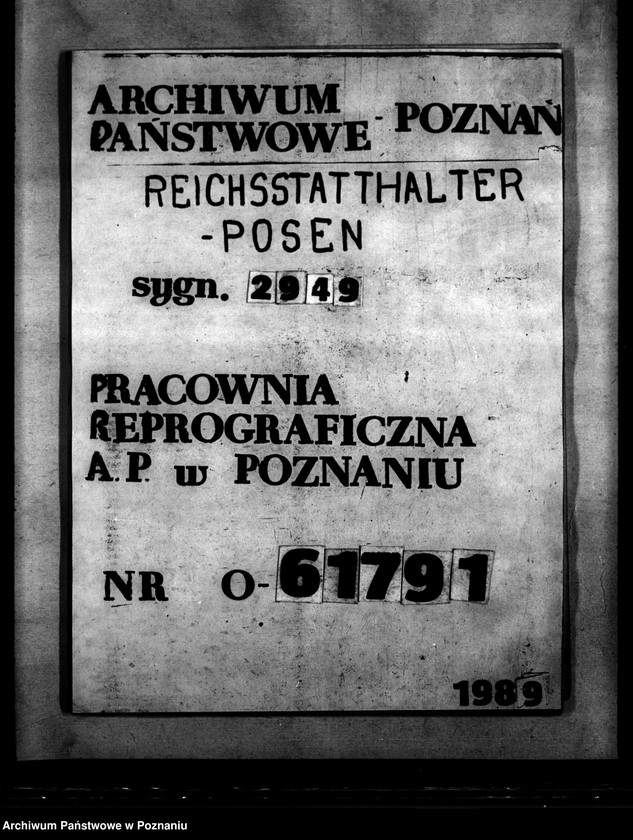 ARCHIWUM
PAŃSTWOWE - POZNAŃ
REICHSSTATTHALTER
-POSEN
sygn. 2949
PRACOWNIA
REPROGRAFICZNA
A.P. w POZNANIU
NR O-61791
1989
Archiwum Państwowe w Poznaniu